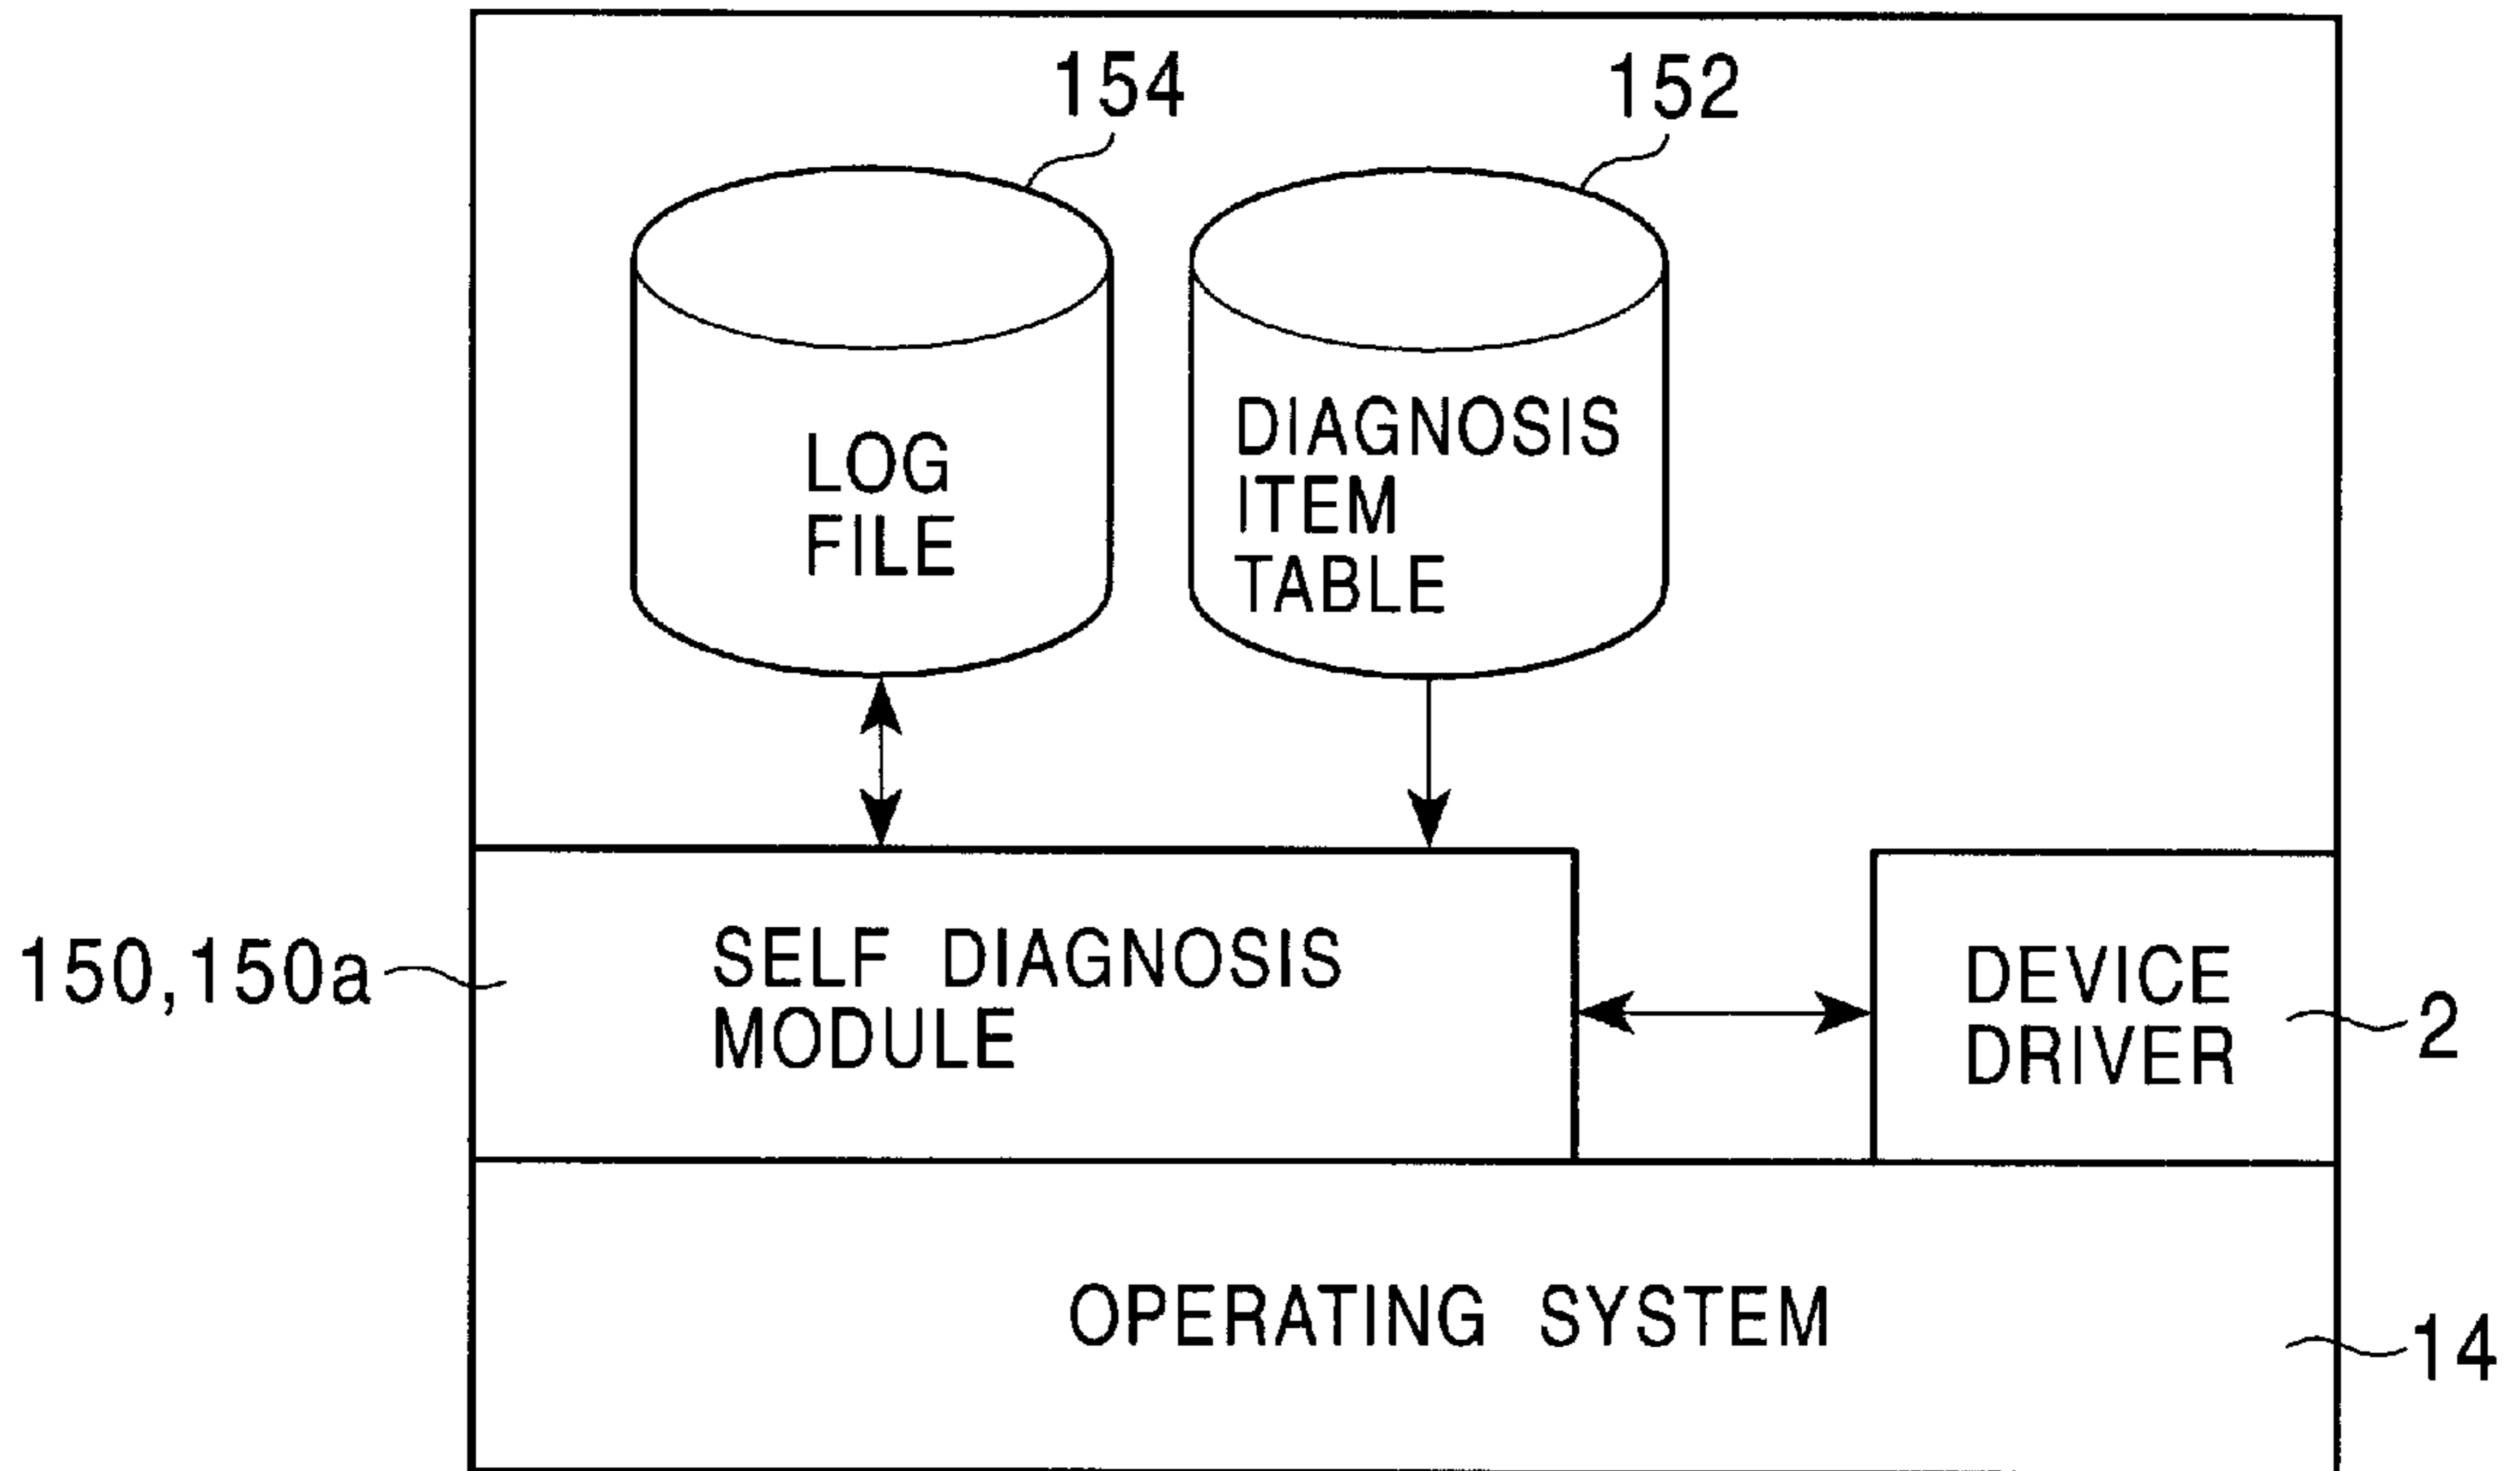 154
152
LOG
FILE
DIAGNOSIS
ITEM
TABLE
150,150a
SELF DIAGNOSIS
MODULE
DEVICE
DRIVER
2
OPERATING SYSTEM
14